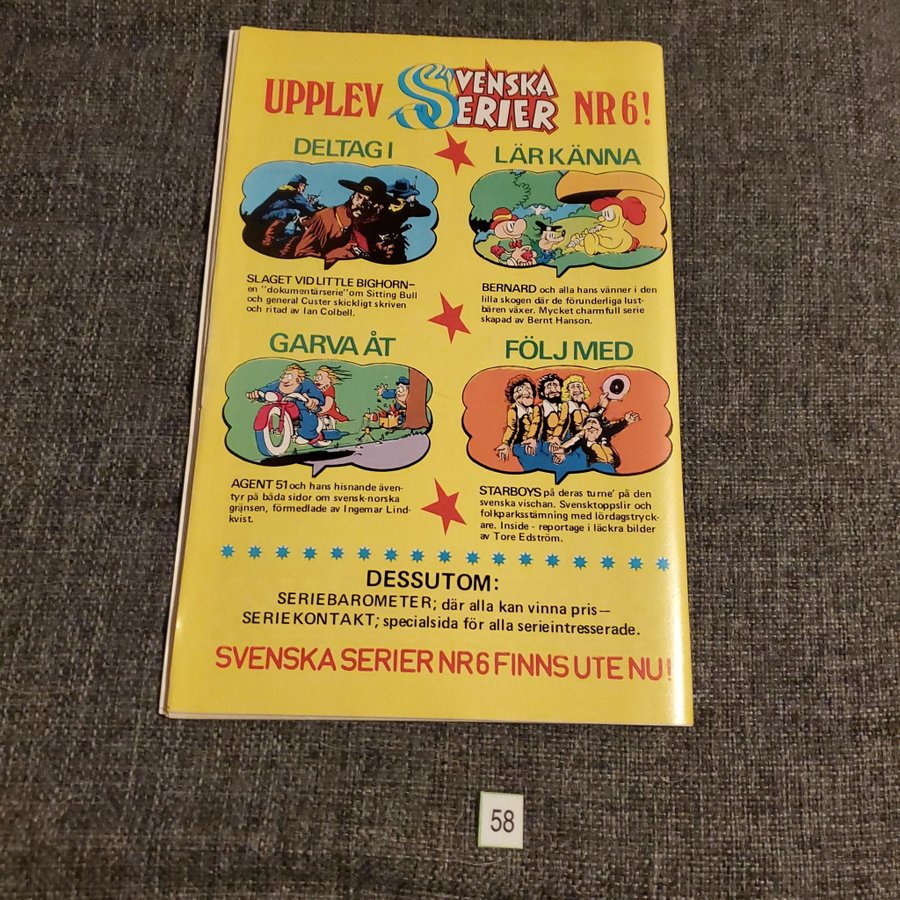 UPPLEV SVENSKA SERIER NR 6!
DELTAG I
SLAGET VID LITTLE BIGHORN–
en "dokumentärserie" om Sitting Bull
och general Custer skickligt skriven
och ritad av Ian Colbell.
LÄR KÄNNA
BERNARD och alla hans vänner i den
lilla skogen där de förunderliga lust-
bären växer. Mycket charmfull serie
skapad av Bernt Hanson.
GARVA ÅT
AGENT 51 och hans hisnande även-
tyr på båda sidor om svensk-norska
gränsen, förmedlade av Ingemar Lind-
kvist.
FÖLJ MED
STARBOYS på deras turne' på den
svenska vischan. Svensktoppslir och
folkparksstämning med lördagstryck-
are. Inside - reportage i läckra bilder
av Tore Edström.
DESSUTOM:
SERIEBAROMETER; där alla kan vinna pris—
SERIEKONTAKT; specialsida för alla serieintresserade.
SVENSKA SERIER NR 6 FINNS UTE NU!
58